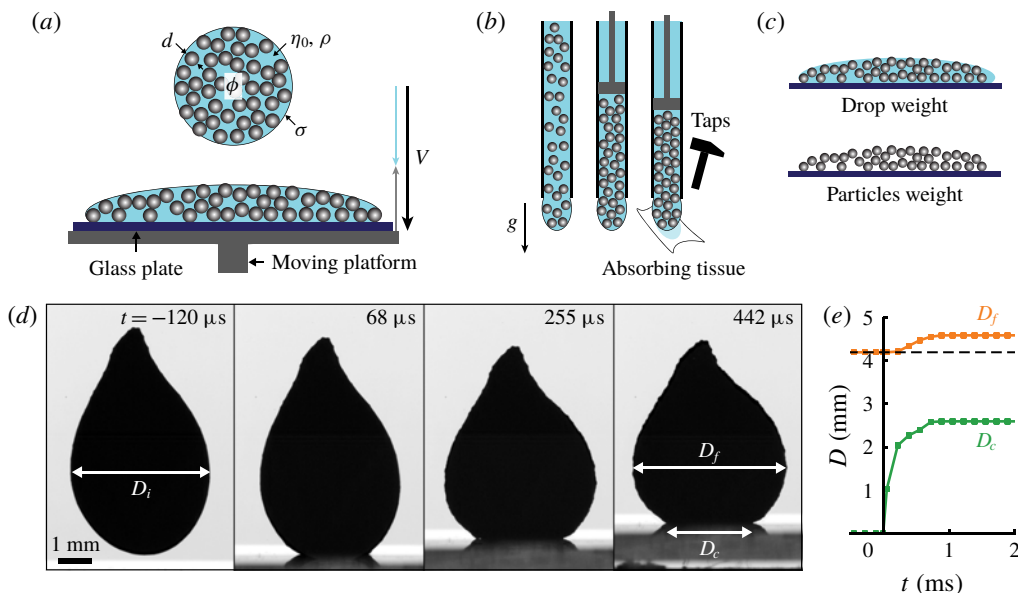 (a)
d
η0, ρ
ϕ
σ
V
Glass plate
Moving platform
(b)
Taps
g
Absorbing tissue
(c)
Drop weight
Particles weight
(d)
t = −120 μs
68 μs
255 μs
442 μs
Di
Df
Dc
1 mm
(e)
5
4
3
2
1
0
1
2
D (mm)
t (ms)
Df
Dc